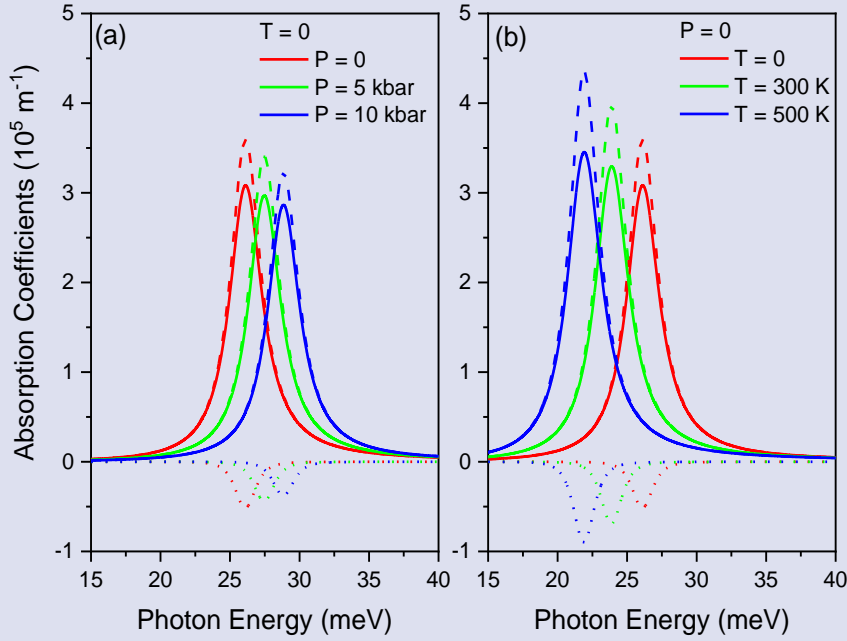 (a)
T = 0
P = 0
P = 5 kbar
P = 10 kbar
(b)
P = 0
T = 0
T = 300 K
T = 500 K
Absorption Coefficients (10⁵ m⁻¹)
5
4
3
2
1
0
-1
15 20 25 30 35 40
15 20 25 30 35 40
Photon Energy (meV)
Photon Energy (meV)